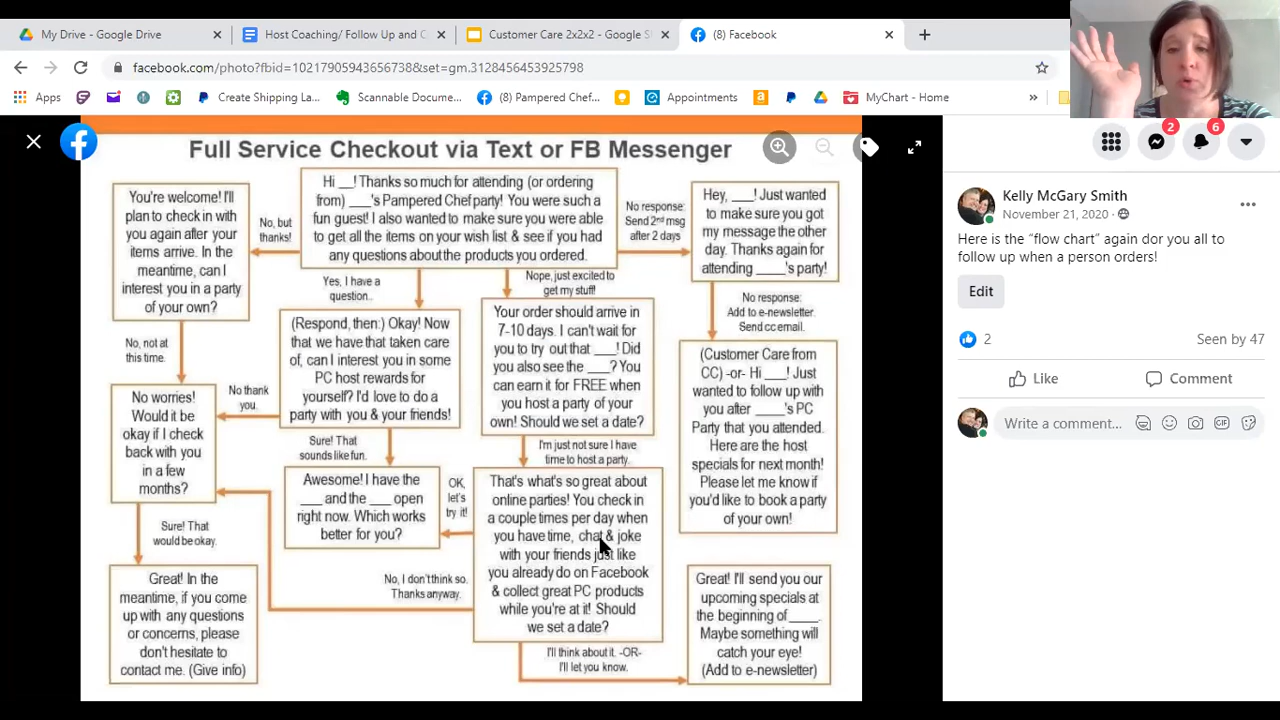 My Drive - Google Drive
Host Coaching/ Follow Up and C
Customer Care 2x2x2 - Google S
(8) Facebook
facebook.com/photo?fbid=10217905943656738&set=gm.3128456453925798
Apps
Create Shipping La...
Scannable Docume...
(8) Pampered Chef...
Appointments
MyChart - Home
»
Full Service Checkout via Text or FB Messenger
You're welcome! I'll
plan to check in with
you again after your
items arrive. In the
meantime, can I
interest you in a party
of your own?
No, but
thanks!
Hi __! Thanks so much for attending (or ordering
from) ___'s Pampered Chef party! You were such a
fun guest! I also wanted to make sure you were able
to get all the items on your wish list & see if you had
any questions about the products you ordered.
No response:
Send 2nd msg
after 2 days
Hey, ___! Just wanted
to make sure you got
my message the other
day. Thanks again for
attending ____'s party!
Yes, I have a
question..
Nope, just excited to
get my stuff!
No response:
Add to e-newsletter.
Send cc email.
No, not at
this time.
(Respond, then:) Okay! Now
that we have that taken care
of, can I interest you in some
PC host rewards for
yourself? I'd love to do a
party with you & your friends!
Your order should arrive in
7-10 days. I can't wait for
you to try out that ___! Did
you also see the ___? You
can earn it for FREE when
you host a party of your
own! Should we set a date?
(Customer Care from
CC) -or- Hi ___! Just
wanted to follow up with
you after ____'s PC
Party that you attended.
Here are the host
specials for next month!
Please let me know if
you'd like to book a party
of your own!
No thank
you.
No worries!
Would it be
okay if I check
back with you
in a few
months?
Sure! That
sounds like fun.
I'm just not sure I have
time to host a party.
Awesome! I have the
___ and the ___ open
right now. Which works
better for you?
OK,
let's
try it!
That's what's so great about
online parties! You check in
a couple times per day when
you have time, chat & joke
with your friends just like
you already do on Facebook
& collect great PC products
while you're at it! Should
we set a date?
Sure! That
would be okay.
No, I don't think so.
Thanks anyway.
Great! In the
meantime, if you come
up with any questions
or concerns, please
don't hesitate to
contact me. (Give info)
I'll think about it. -OR-
I'll let you know.
Great! I'll send you our
upcoming specials at
the beginning of ____.
Maybe something will
catch your eye!
(Add to e-newsletter)
2
6
Kelly McGary Smith
November 21, 2020 ·
Here is the “flow chart” again dor you all to
follow up when a person orders!
Edit
2
Seen by 47
Like
Comment
Write a comment...
GIF